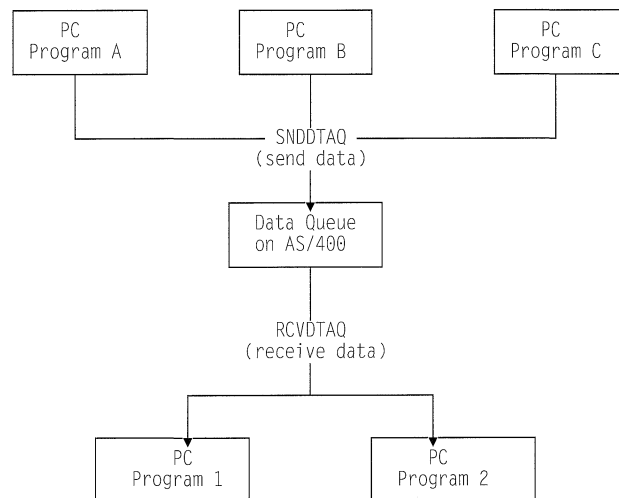 PC
Program A
PC
Program B
PC
Program C
SNDDTAQ
(send data)
Data Queue
on AS/400
RCVDTAQ
(receive data)
PC
Program 1
PC
Program 2